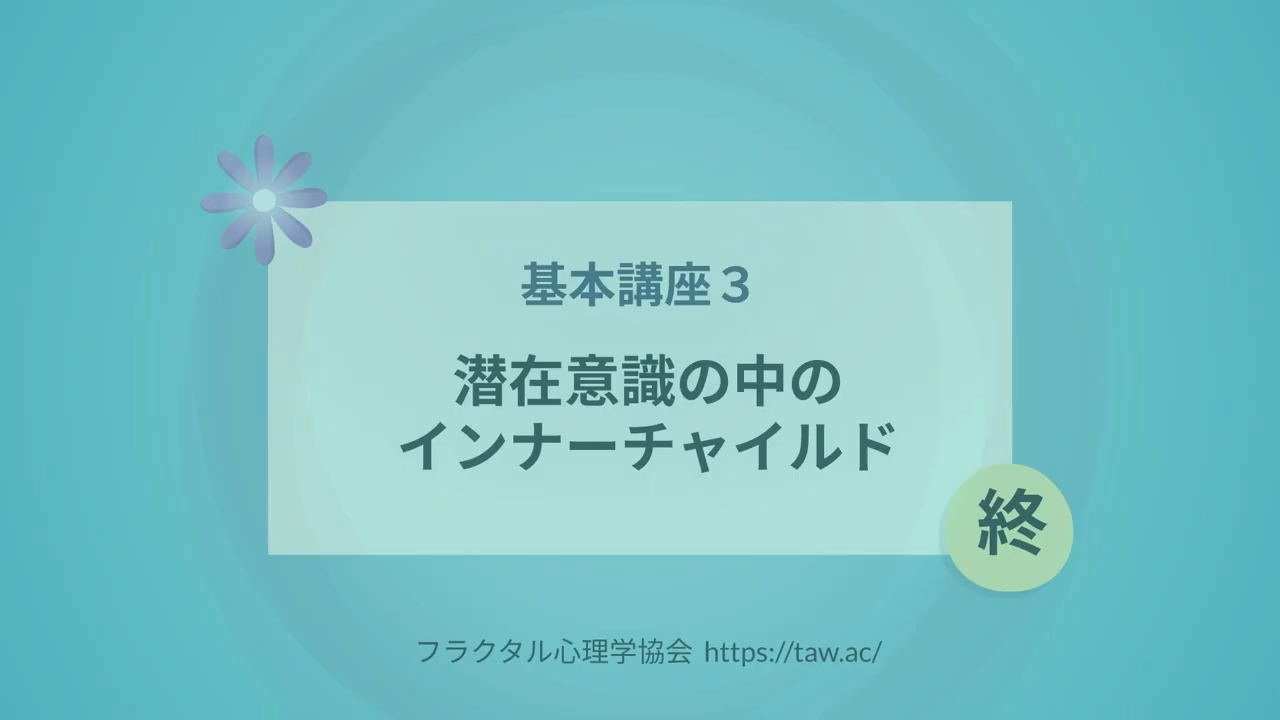 基本講座３
潜在意識の中の
インナーチャイルド
終
フラクタル心理学協会 https://taw.ac/